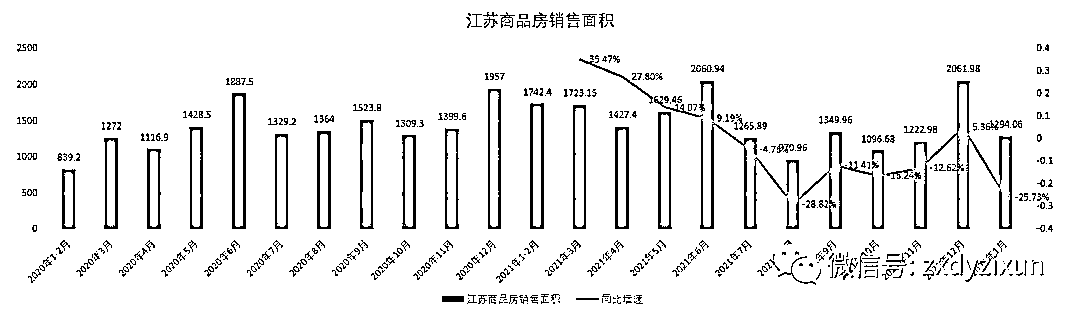 江苏商品房销售面积
2500 2000 1500 1000 500 0
0.4 0.3 0.2 0.1 0 -0.1 -0.2 -0.3 -0.4
839.2 1272 1116.9 1428.5 1887.5 1329.2 1364 1523.8 1309.3 1399.6 1957 1742.4 1723.15 1427.4 1629.46 2060.94 1265.89 970.96 1349.96 1096.68 1222.98 2061.98 1294.06
35.47% 27.80% 14.07% 9.19% -4.75% -28.82% -11.41% -16.24% -12.62% 5.36% -25.73%
2020年1-2月 2020年3月 2020年4月 2020年5月 2020年6月 2020年7月 2020年8月 2020年9月 2020年10月 2020年11月 2020年12月 2021年1-2月 2021年3月 2021年4月 2021年5月 2021年6月 2021年7月
微信号: zxdyzixun
江苏商品房销售面积 同比增速